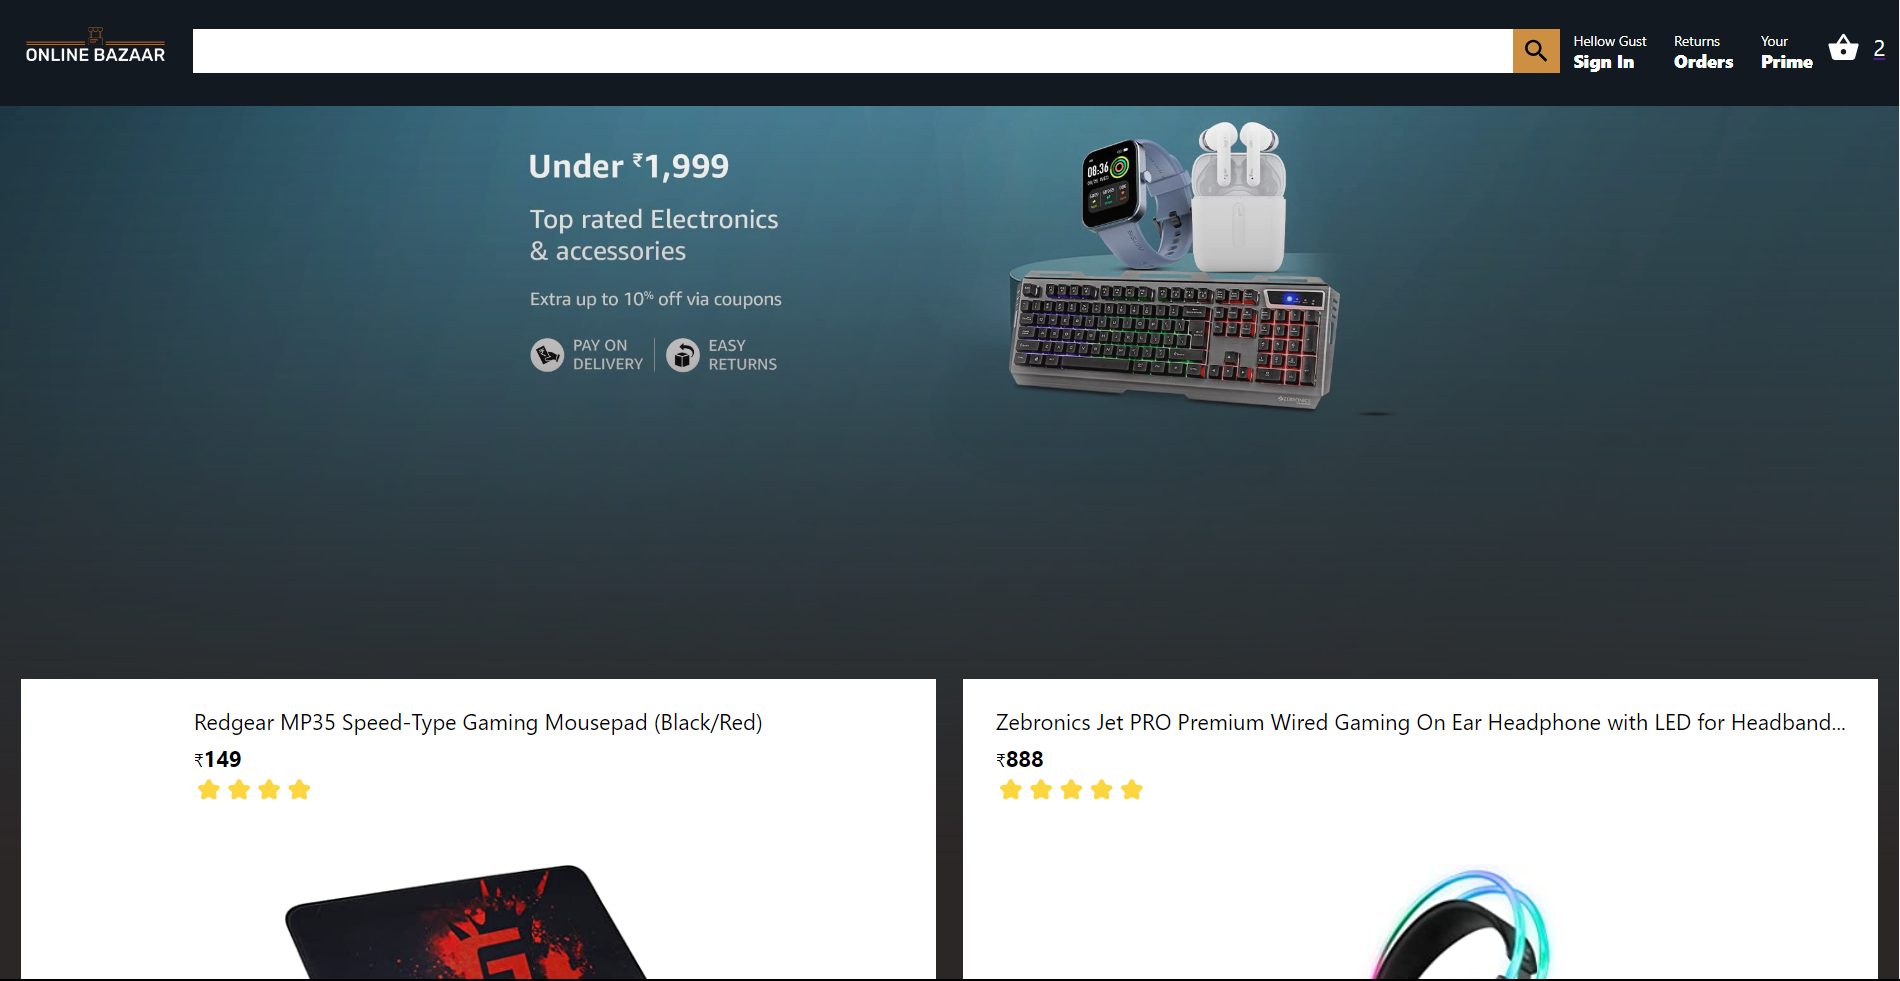 ONLINE BAZAAR
Hellow Gust
Sign In
Returns
Orders
Your
Prime
2
Under ₹1,999
Top rated Electronics
& accessories
Extra up to 10% off via coupons
PAY ON
DELIVERY
EASY
RETURNS
08:36
Redgear MP35 Speed-Type Gaming Mousepad (Black/Red)
₹149
Zebronics Jet PRO Premium Wired Gaming On Ear Headphone with LED for Headband...
₹888